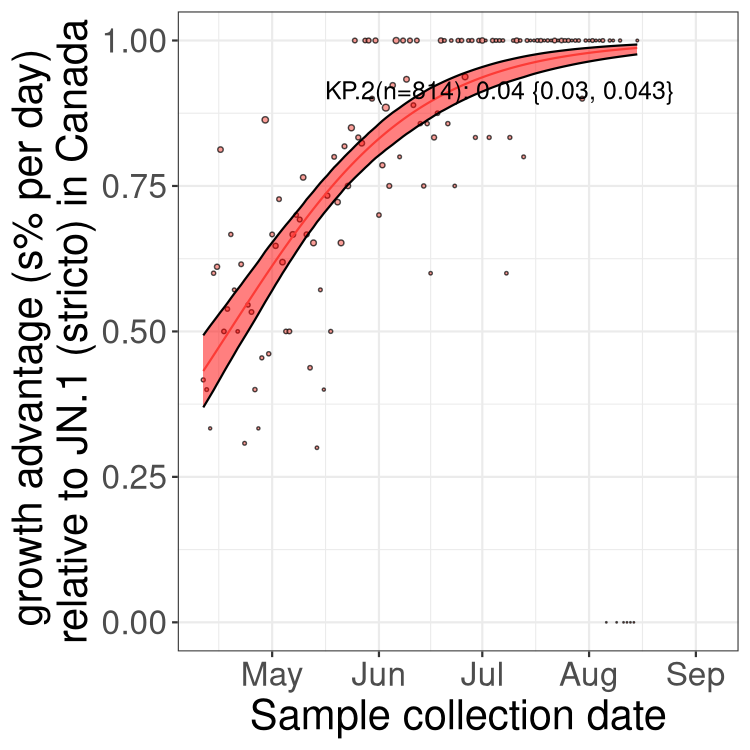 growth advantage (s% per day)
relative to JN.1 (stricto) in Canada
1.00
0.75
0.50
0.25
0.00
KP.2(n=814): 0.04 {0.03, 0.043}
May Jun Jul Aug Sep
Sample collection date